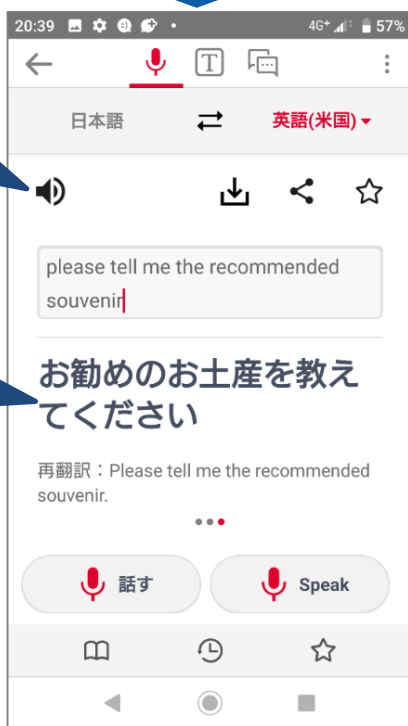 20:39 4G+ 57%
T
日本語 英語(米国)
please tell me the recommended
souvenir
お勧めのお土産を教え
てください
再翻訳：Please tell me the recommended
souvenir.
話す Speak